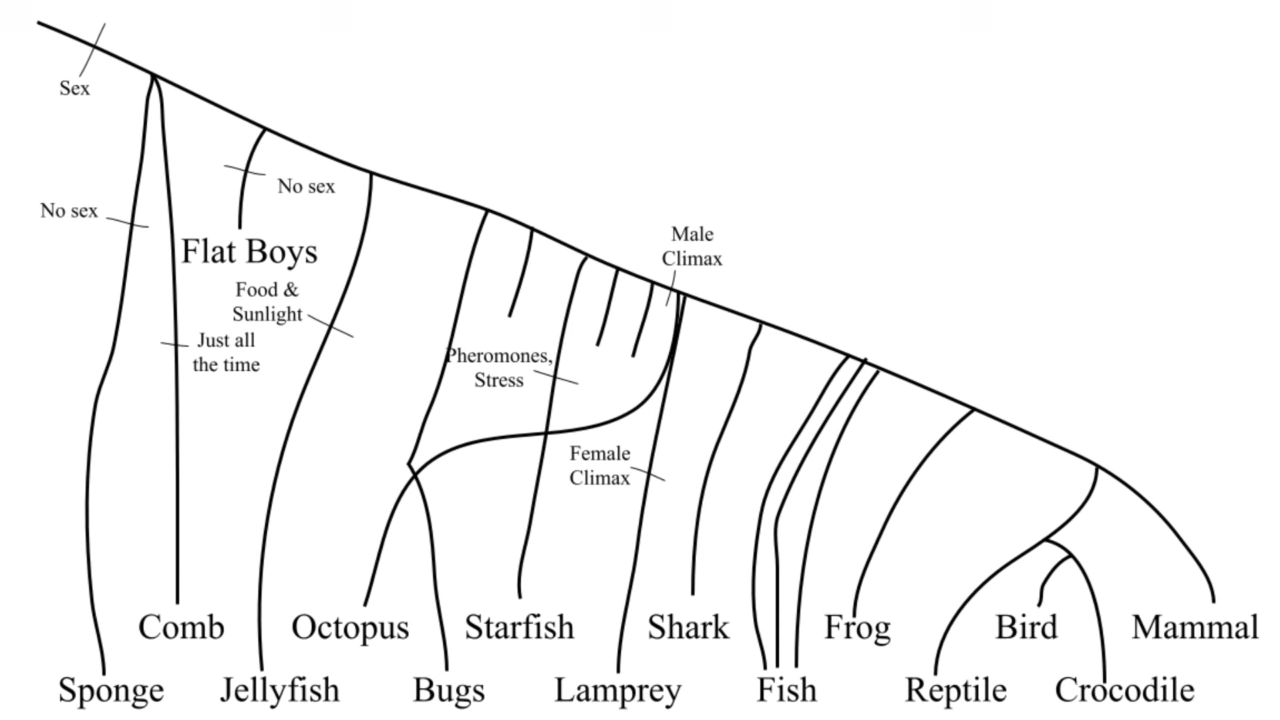 Sex
No sex
No sex
Flat Boys
Food &
Sunlight
Just all
the time
Male
Climax
Pheromones,
Stress
Female
Climax
Comb
Octopus
Starfish
Shark
Frog
Bird
Mammal
Sponge
Jellyfish
Bugs
Lamprey
Fish
Reptile
Crocodile